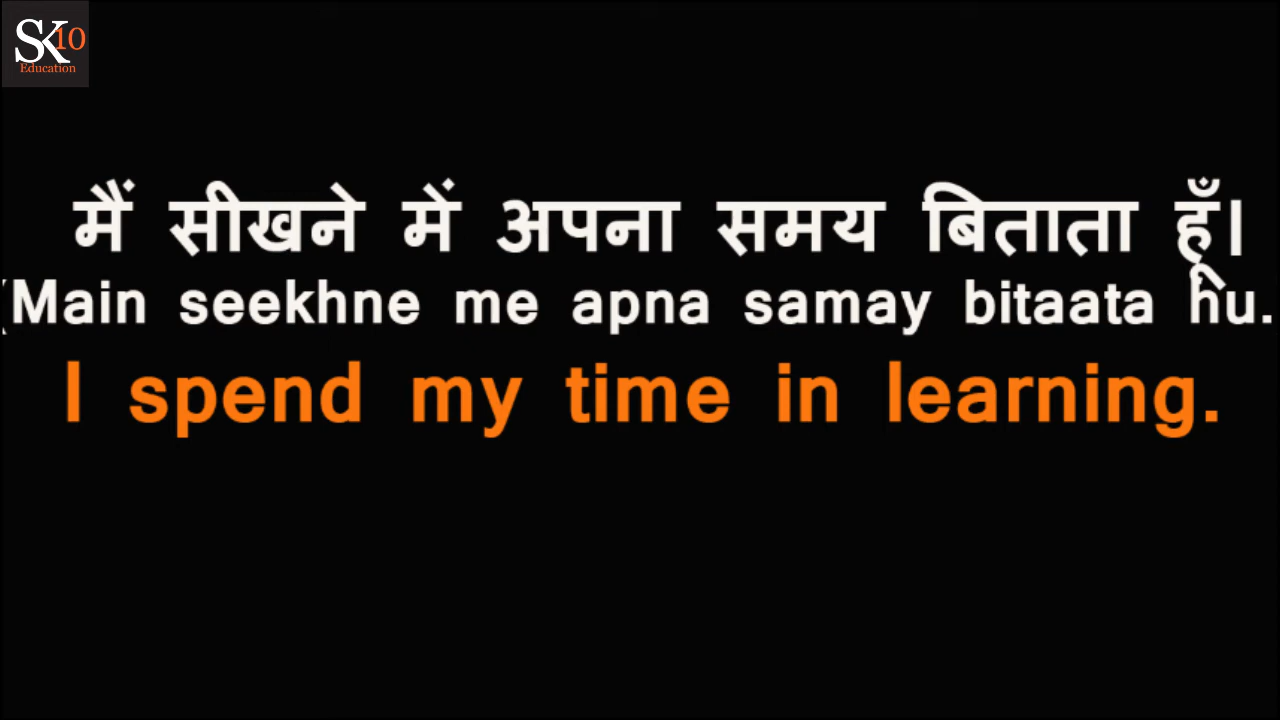 SK10
Education
मैं सीखने में अपना समय बिताता हूँ।
(Main seekhne me apna samay bitaata hu.
I spend my time in learning.